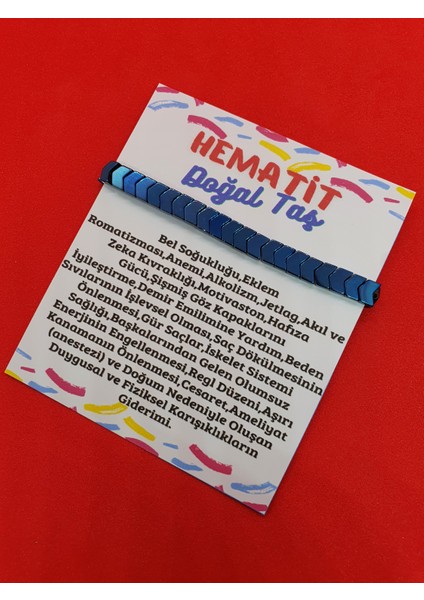 HEMATİT
Doğal Taş
Bel Soğukluğu,Eklem
Romatizması,Anemi,Alkolizm,Jetlag,Akıl ve
Zeka Kıvraklığı,Motivaston,Hafıza
Gücü,Şişmiş Göz Kapaklarını
İyileştirme,Demir Emilimine Yardım,Beden
Sıvılarının İşlevsel Olması,Saç Dökülmesinin
Önlenmesi,Gür Saçlar,İskelet Sistemi
Sağlığı,Başkalarından Gelen Olumsuz
Enerjinin Engellenmesi,Regl Düzeni,Aşırı
Kanamanın Önlenmesi,Cesaret,Ameliyat
(anestezi) ve Doğum Nedeniyle Oluşan
Duygusal ve Fiziksel Karışıklıkların
Giderimi.